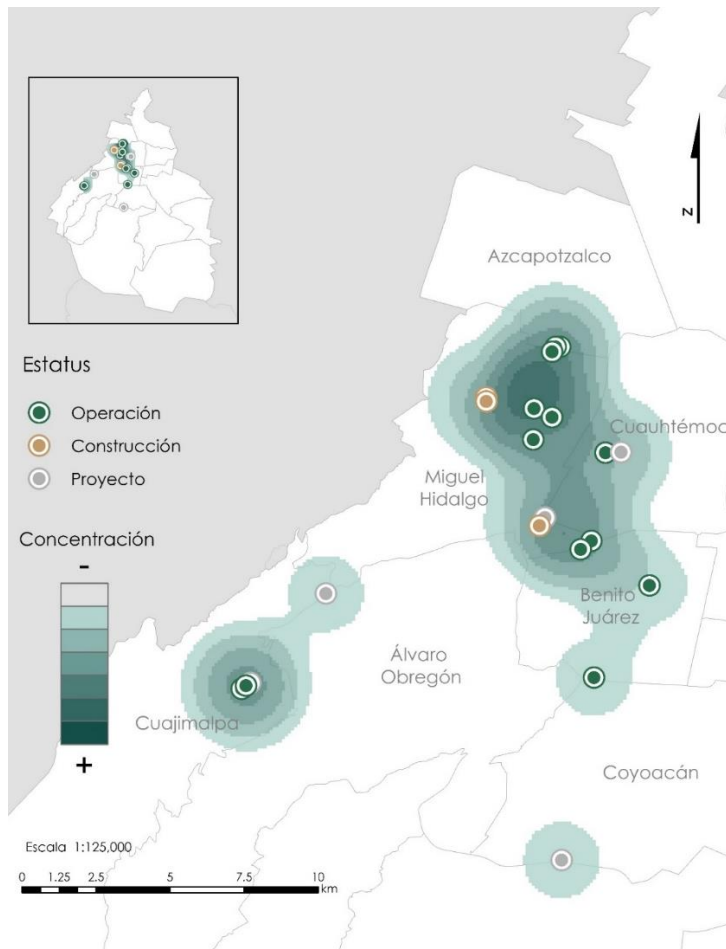 N
Azcapotzalco
Estatus
Operación
Construcción
Proyecto
Cuauhtémoc
Miguel
Hidalgo
Concentración
-
+
Benito
Juárez
Álvaro
Obregón
Cuajimalpa
Coyoacán
Escala 1:125,000
0 1.25 2.5 5 7.5 10
km